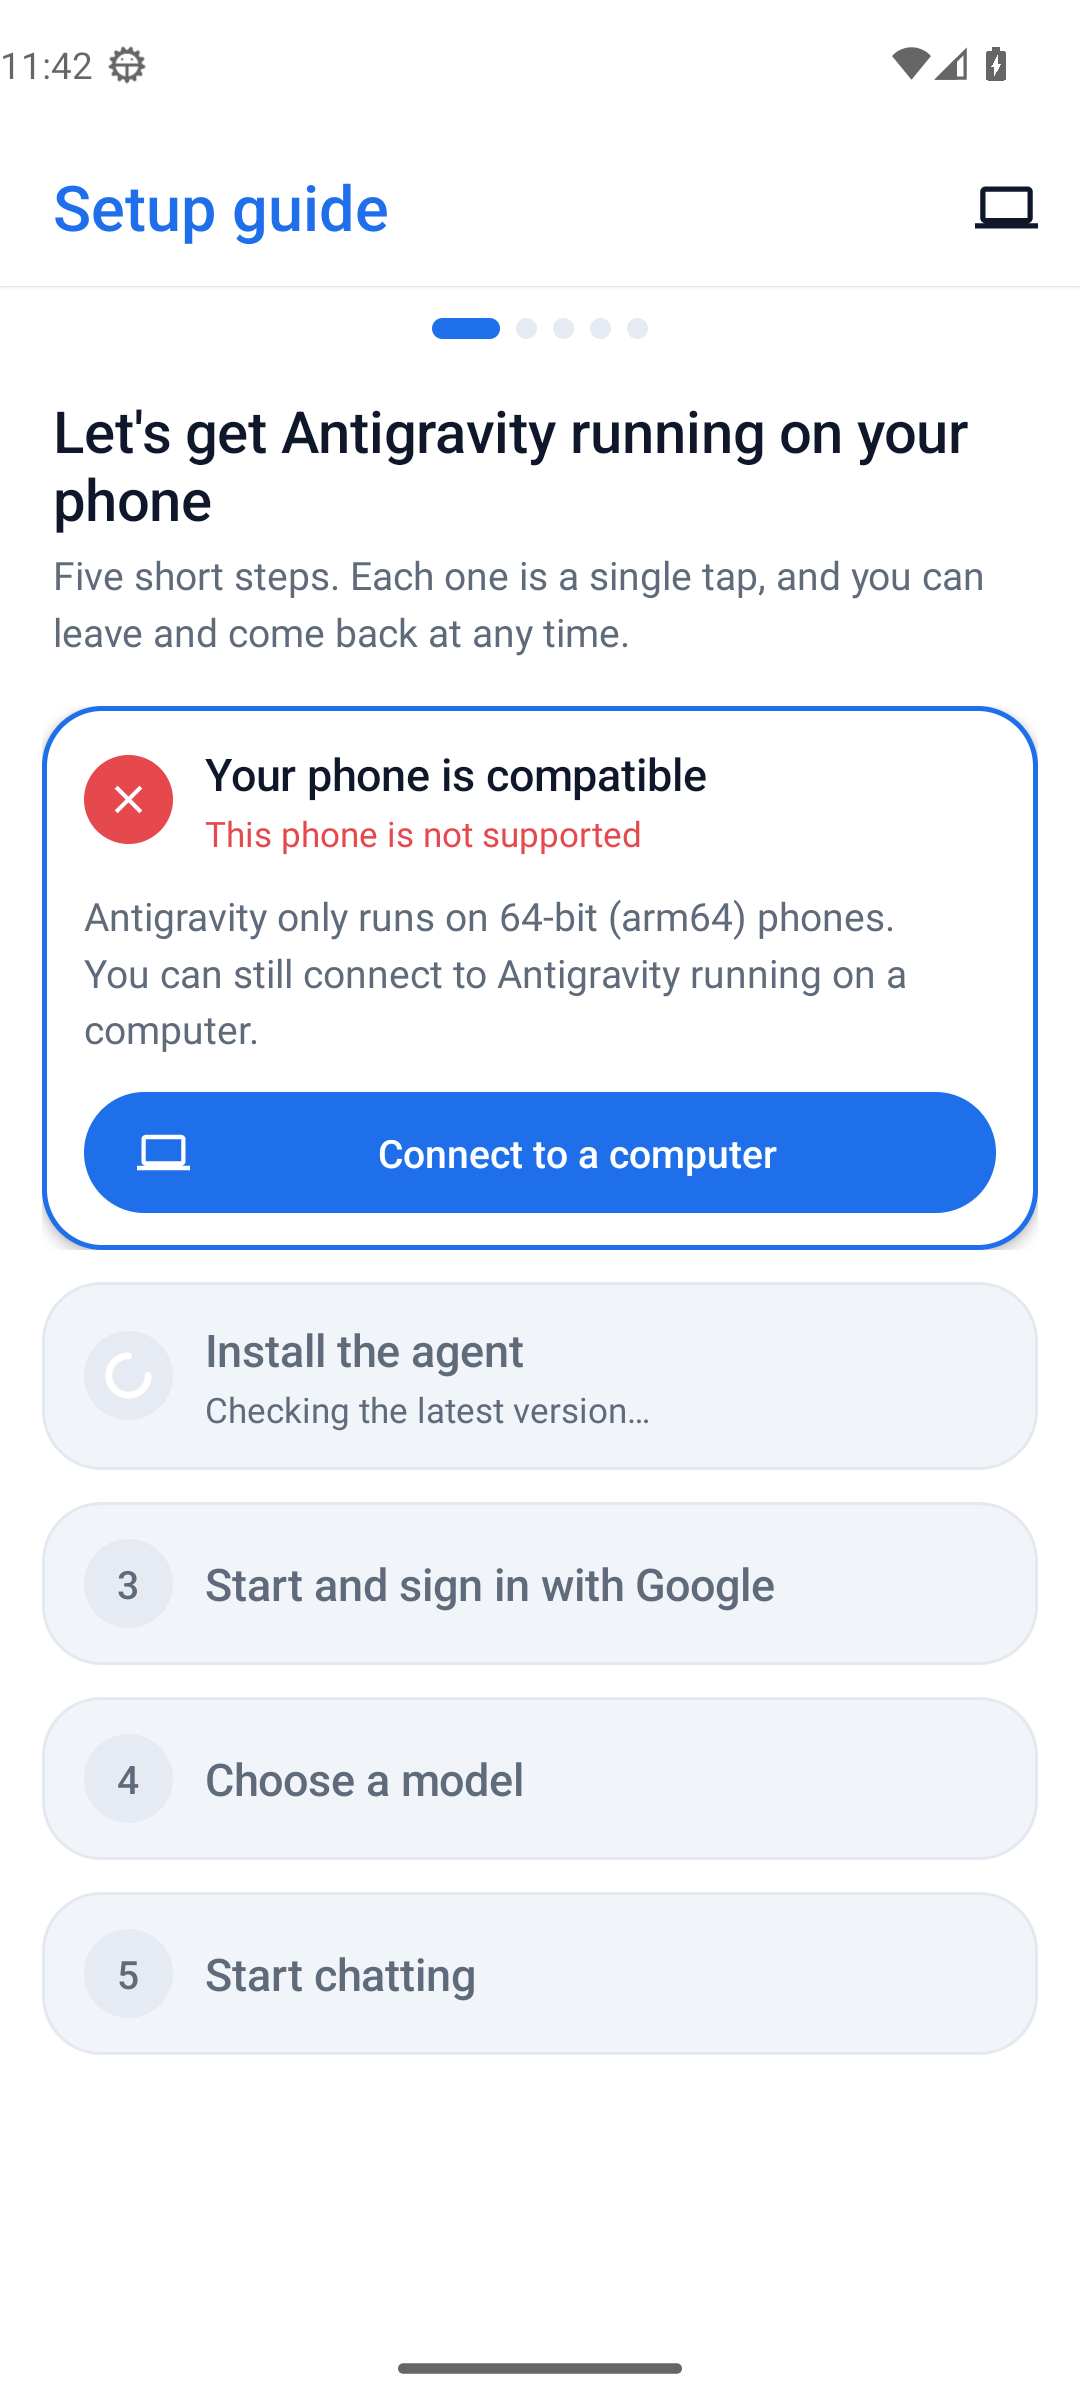 11:42
Setup guide
Let's get Antigravity running on your
phone
Five short steps. Each one is a single tap, and you can
leave and come back at any time.
Your phone is compatible
This phone is not supported
Antigravity only runs on 64-bit (arm64) phones.
You can still connect to Antigravity running on a
computer.
Connect to a computer
Install the agent
Checking the latest version…
3 Start and sign in with Google
4 Choose a model
5 Start chatting